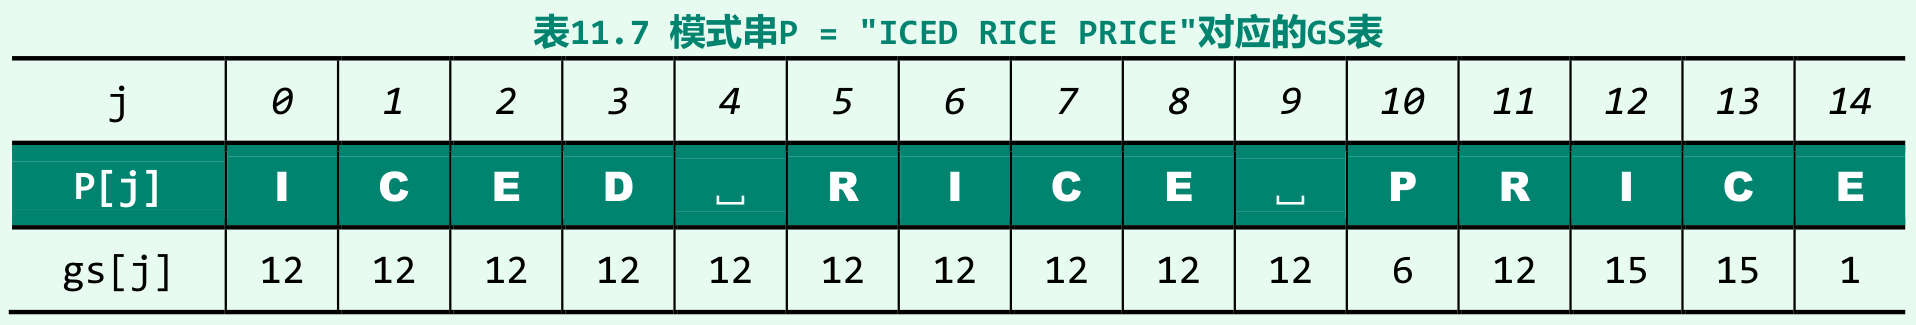 表11.7 模式串P = "ICED RICE PRICE"对应的GS表
j 0 1 2 3 4 5 6 7 8 9 10 11 12 13 14
P[j] I C E D ␣ R I C E ␣ P R I C E
gs[j] 12 12 12 12 12 12 12 12 12 12 6 12 15 15 1